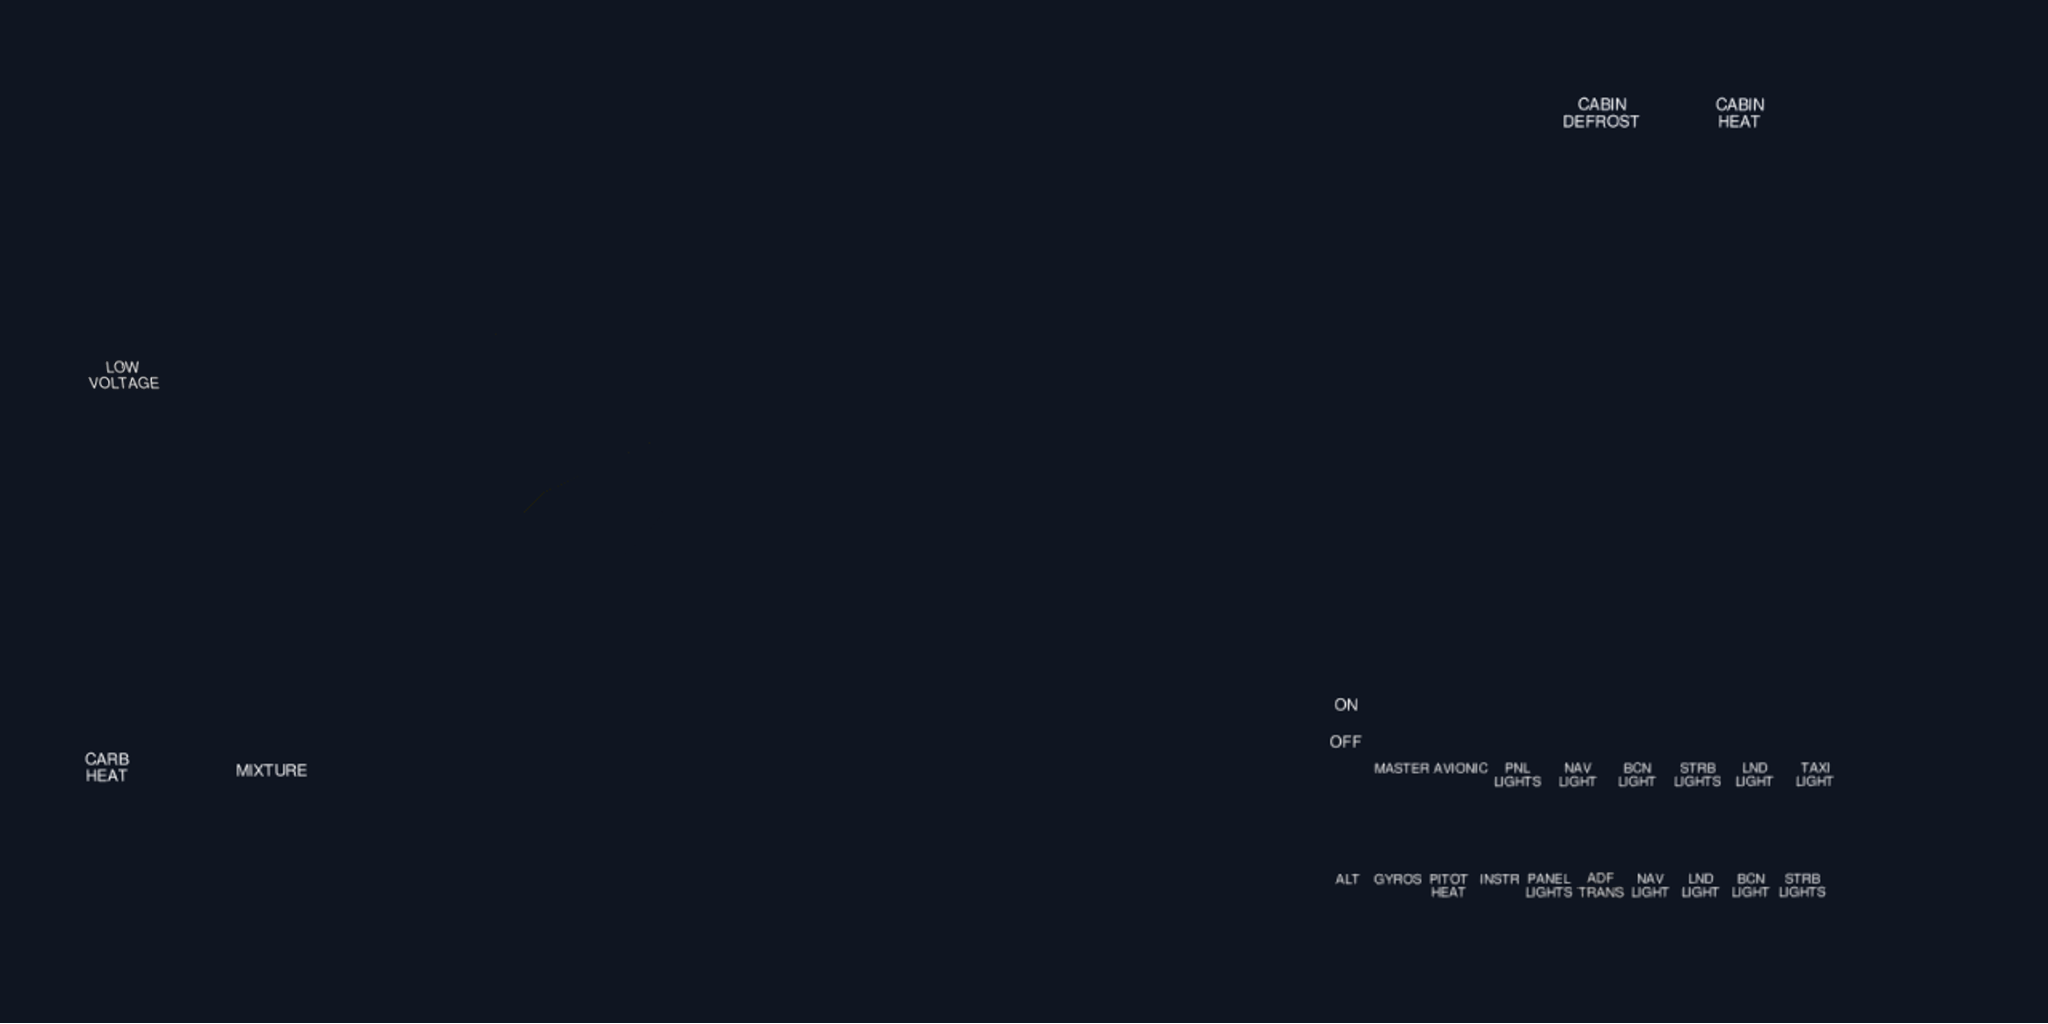 CABIN
DEFROST
CABIN
HEAT
LOW
VOLTAGE
ON
OFF
CARB
HEAT
MIXTURE
MASTER AVIONIC
PNL
LIGHTS
NAV
LIGHT
BCN
LIGHT
STRB
LIGHTS
LND
LIGHT
TAXI
LIGHT
ALT
GYROS
PITOT
HEAT
INSTR
PANEL
LIGHTS
ADF
TRANS
NAV
LIGHT
LND
LIGHT
BCN
LIGHT
STRB
LIGHTS